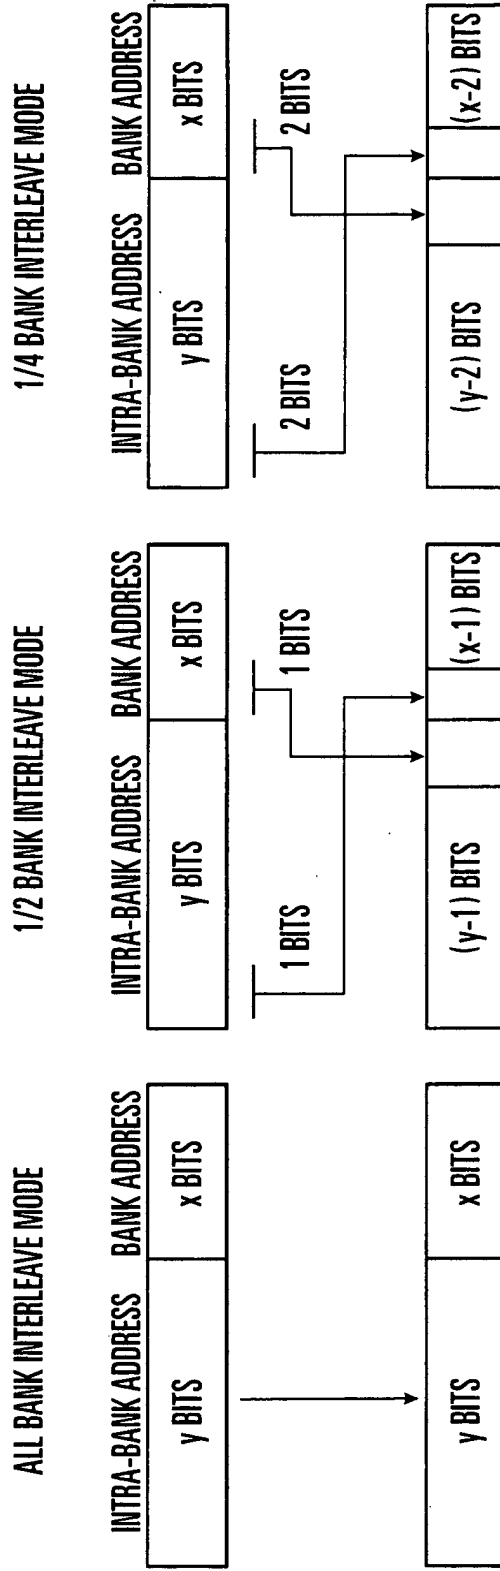 ALL BANK INTERLEAVE MODE
INTRA-BANK ADDRESS BANK ADDRESS
y BITS x BITS
y BITS x BITS
1/2 BANK INTERLEAVE MODE
INTRA-BANK ADDRESS BANK ADDRESS
y BITS x BITS
1 BITS 1 BITS
(y-1) BITS (x-1) BITS
1/4 BANK INTERLEAVE MODE
INTRA-BANK ADDRESS BANK ADDRESS
y BITS x BITS
2 BITS 2 BITS
(y-2) BITS (x-2) BITS